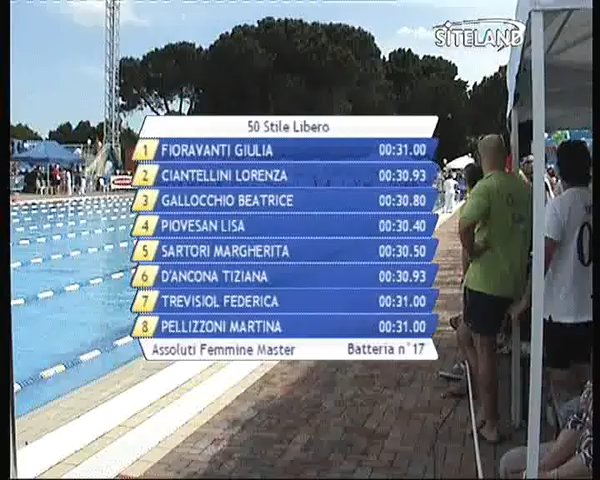 SITELAND
50 Stile Libero
1 FIORAVANTI GIULIA 00:31.00
2 CIANTELLINI LORENZA 00:30.93
3 GALLOCCHIO BEATRICE 00:30.80
4 PIOVESAN LISA 00:30.40
5 SARTORI MARGHERITA 00:30.50
6 D'ANCONA TIZIANA 00:30.93
7 TREVISIOL FEDERICA 00:31.00
8 PELLIZZONI MARTINA 00:31.00
Assoluti Femmine Master Batteria n°17